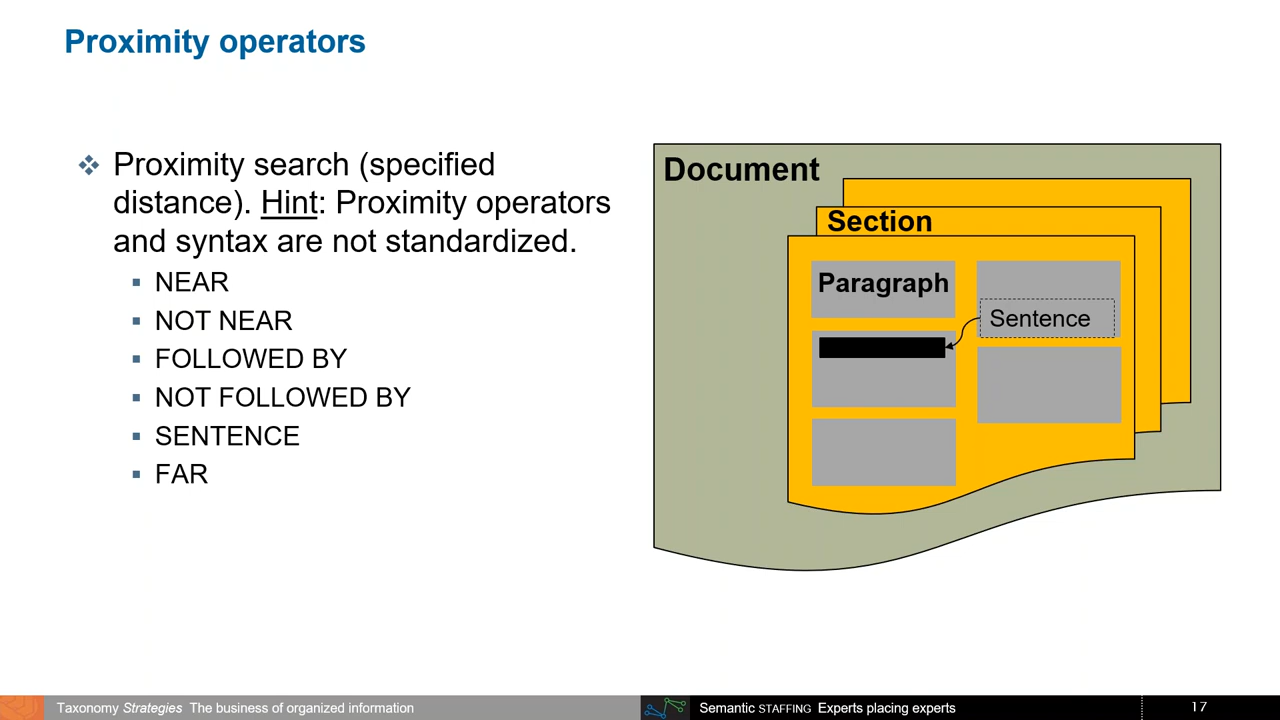 Proximity operators
Proximity search (specified
distance). Hint: Proximity operators
and syntax are not standardized.
NEAR
NOT NEAR
FOLLOWED BY
NOT FOLLOWED BY
SENTENCE
FAR
Document
Section
Paragraph
Sentence
Taxonomy Strategies The business of organized information
Semantic STAFFING Experts placing experts
17